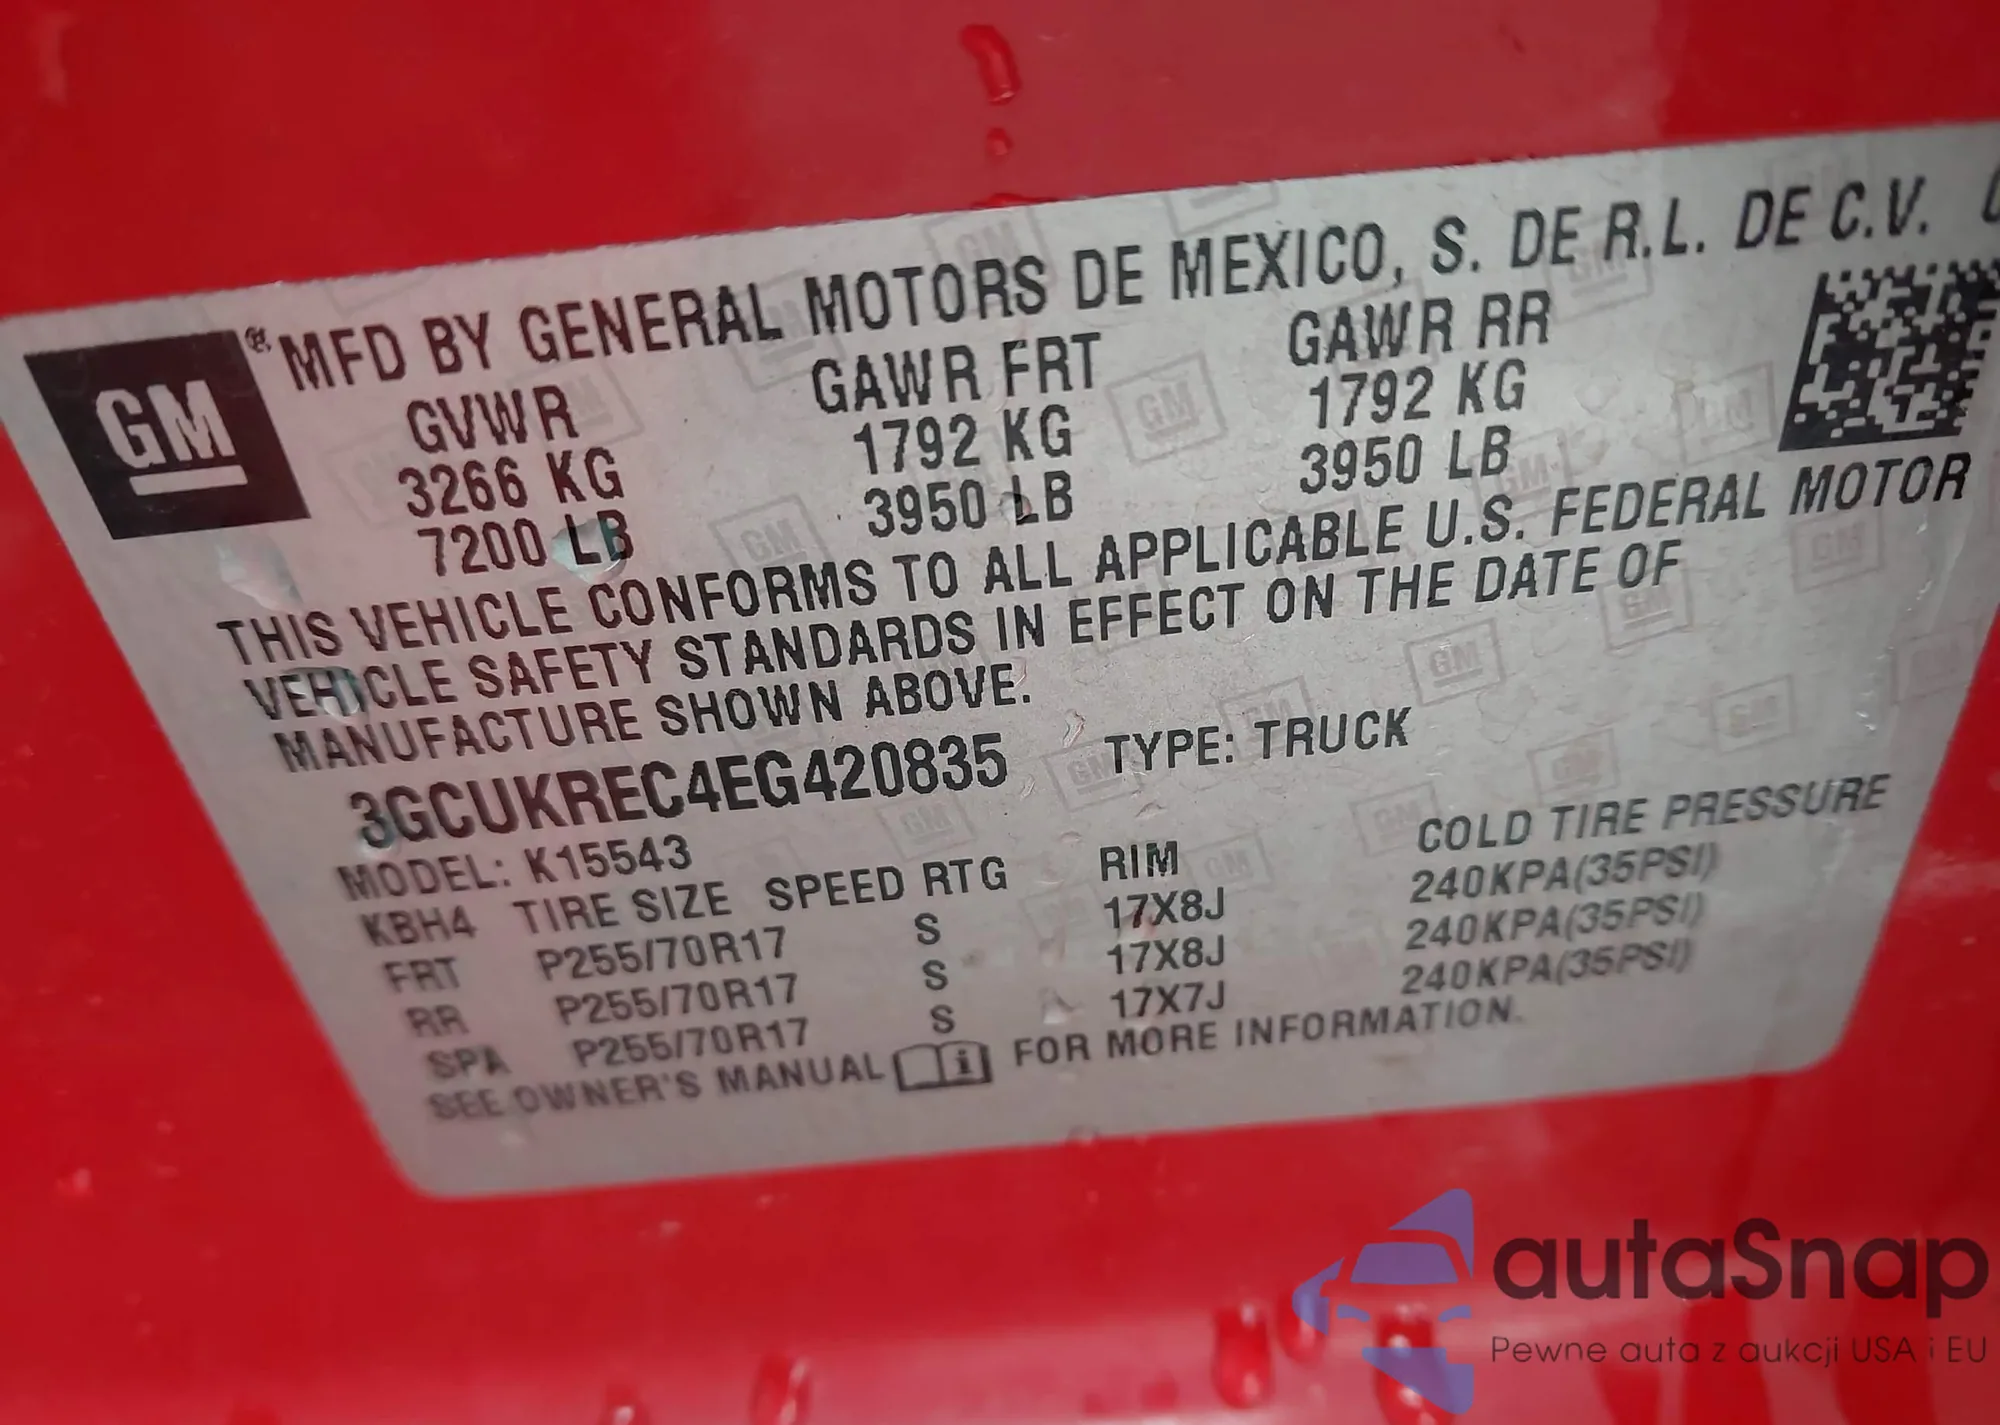 GM ® MFD BY GENERAL MOTORS DE MEXICO, S. DE R.L. DE C.V.
GVWR GAWR FRT GAWR RR
3266 KG 1792 KG 1792 KG
7200 LB 3950 LB 3950 LB
THIS VEHICLE CONFORMS TO ALL APPLICABLE U.S. FEDERAL MOTOR
VEHICLE SAFETY STANDARDS IN EFFECT ON THE DATE OF
MANUFACTURE SHOWN ABOVE.
3GCUKREC4EG420835 TYPE: TRUCK
MODEL: K15543
KBH4 TIRE SIZE SPEED RTG RIM COLD TIRE PRESSURE
FRT P255/70R17 S 17X8J 240KPA(35PSI)
RR P255/70R17 S 17X8J 240KPA(35PSI)
SPA P255/70R17 S 17X7J 240KPA(35PSI)
SEE OWNER'S MANUAL FOR MORE INFORMATION.
autaSnap
Pewne auta z aukcji USA i EU